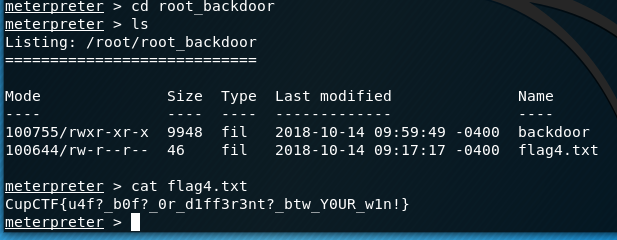 meterpreter > cd root_backdoor
meterpreter > ls
Listing: /root/root_backdoor
============================
Mode              Size  Type  Last modified              Name
----              ----  ----  -------------              ----
100755/rwxr-xr-x  9948  fil   2018-10-14 09:59:49 -0400  backdoor
100644/rw-r--r--  46    fil   2018-10-14 09:17:17 -0400  flag4.txt
meterpreter > cat flag4.txt
CupCTF{u4f?_b0f?_0r_d1ff3r3nt?_btw_Y0UR_w1n!}
meterpreter >